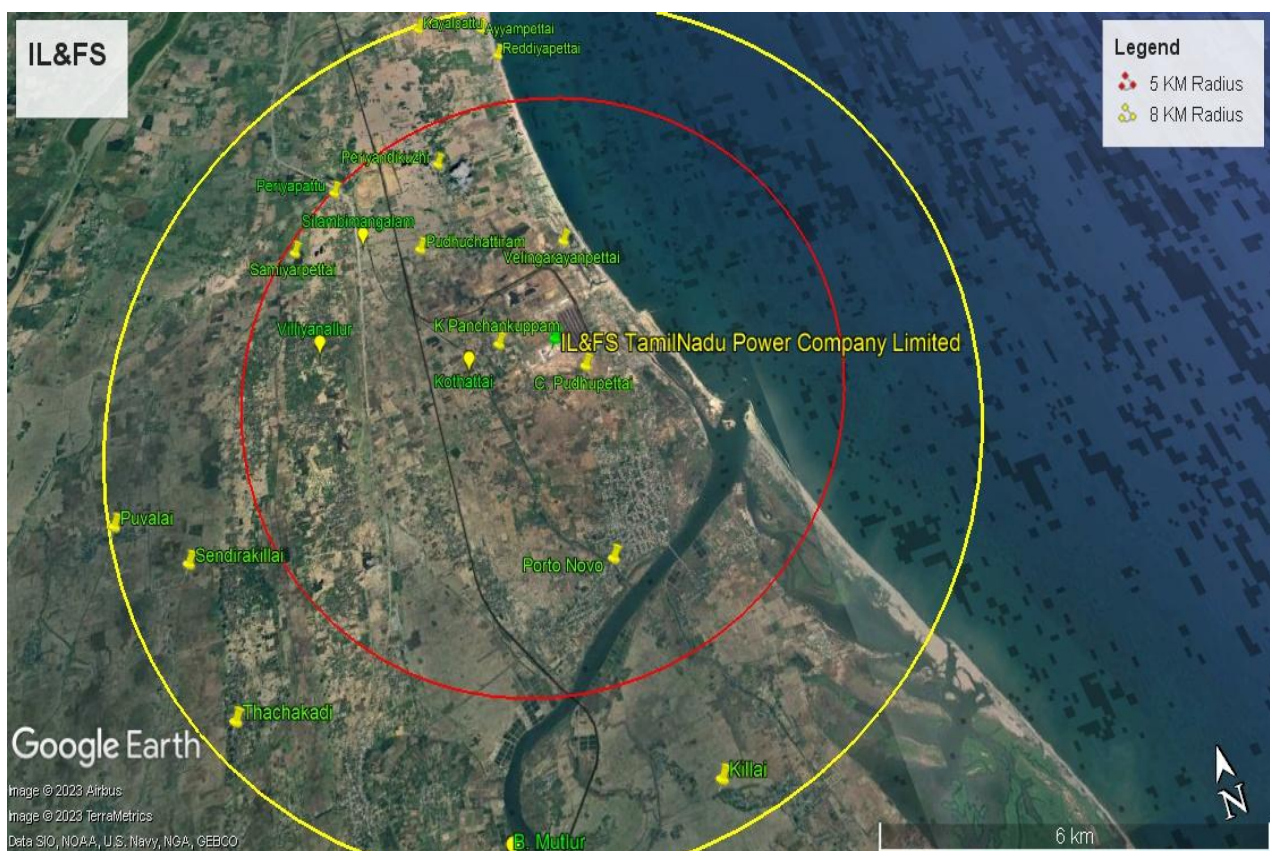 IL&FS
Legend
5 KM Radius
8 KM Radius
Kayalpattu
Ayyampettai
Reddiyapettai
Periyandikuzhi
Periyapattu
Silambimangalam
Pudhuchattiram
Samiyarpettai
Velingarayanpettai
Villiyanallur
K Panchankuppam
IL&FS TamilNadu Power Company Limited
Kothattai
C. Pudhupettai
Puvalai
Sendirakillai
Porto Novo
Thachakadi
Killai
B. Mutlur
Google Earth
Image © 2023 Airbus
Image © 2023 TerraMetrics
Data SIO, NOAA, U.S. Navy, NGA, GEBCO
N
6 km